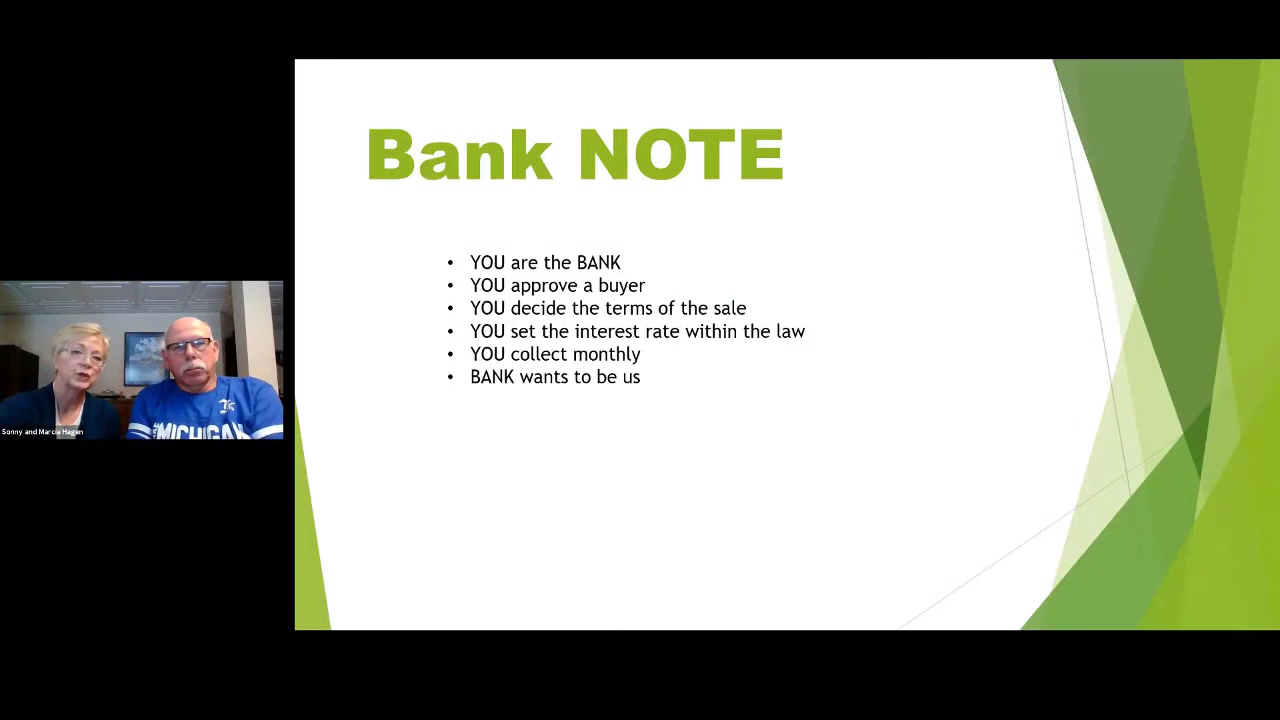 Bank NOTE
• YOU are the BANK
• YOU approve a buyer
• YOU decide the terms of the sale
• YOU set the interest rate within the law
• YOU collect monthly
• BANK wants to be us
MICHIGAN
Sonny and Marcia Hagen